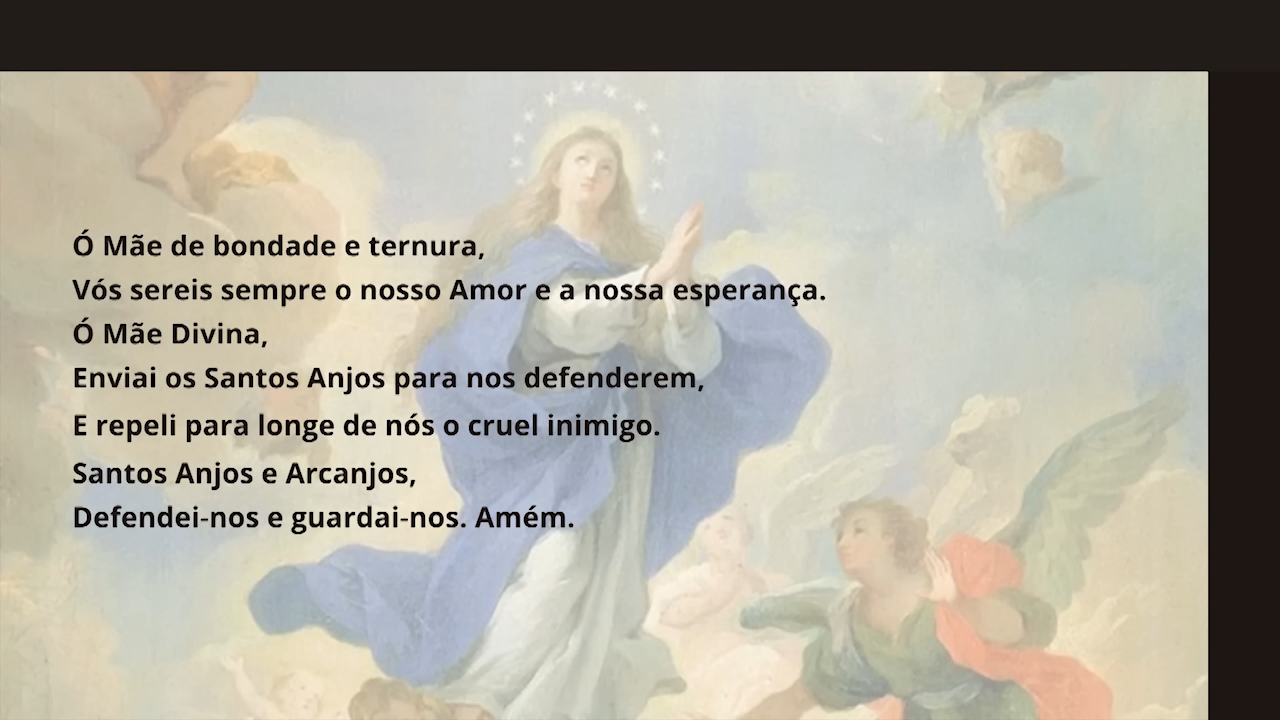 Ó Mãe de bondade e ternura,
Vós sereis sempre o nosso Amor e a nossa esperança.
Ó Mãe Divina,
Enviai os Santos Anjos para nos defenderem,
E repeli para longe de nós o cruel inimigo.
Santos Anjos e Arcanjos,
Defendei-nos e guardai-nos. Amém.